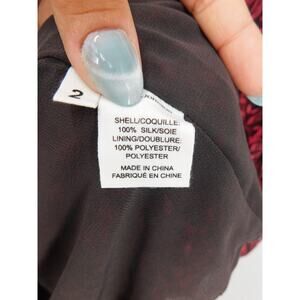 2
SHELL/COQUILLE:
100% SILK/SOIE
LINING/DOUBLURE:
100% POLYESTER/
POLYESTER
MADE IN CHINA
FABRIQUÉ EN CHINE